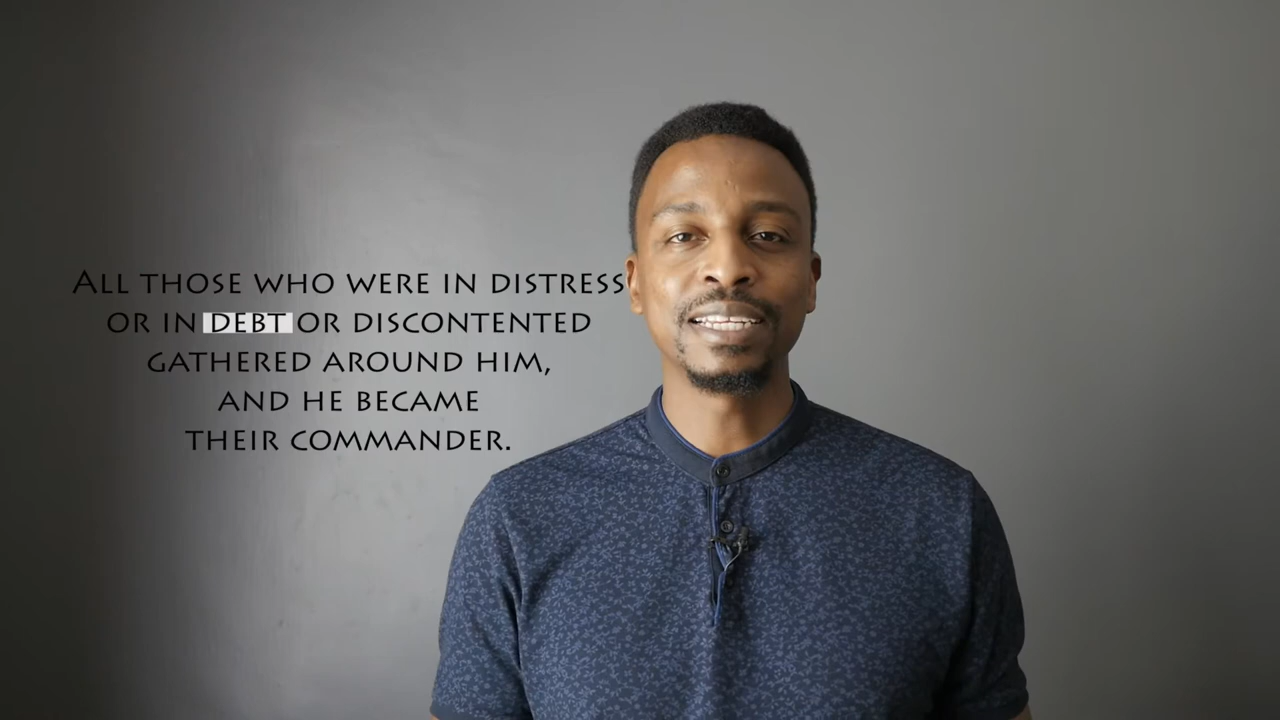 All those who were in distress
or in debt or discontented
gathered around him,
and he became
their commander.